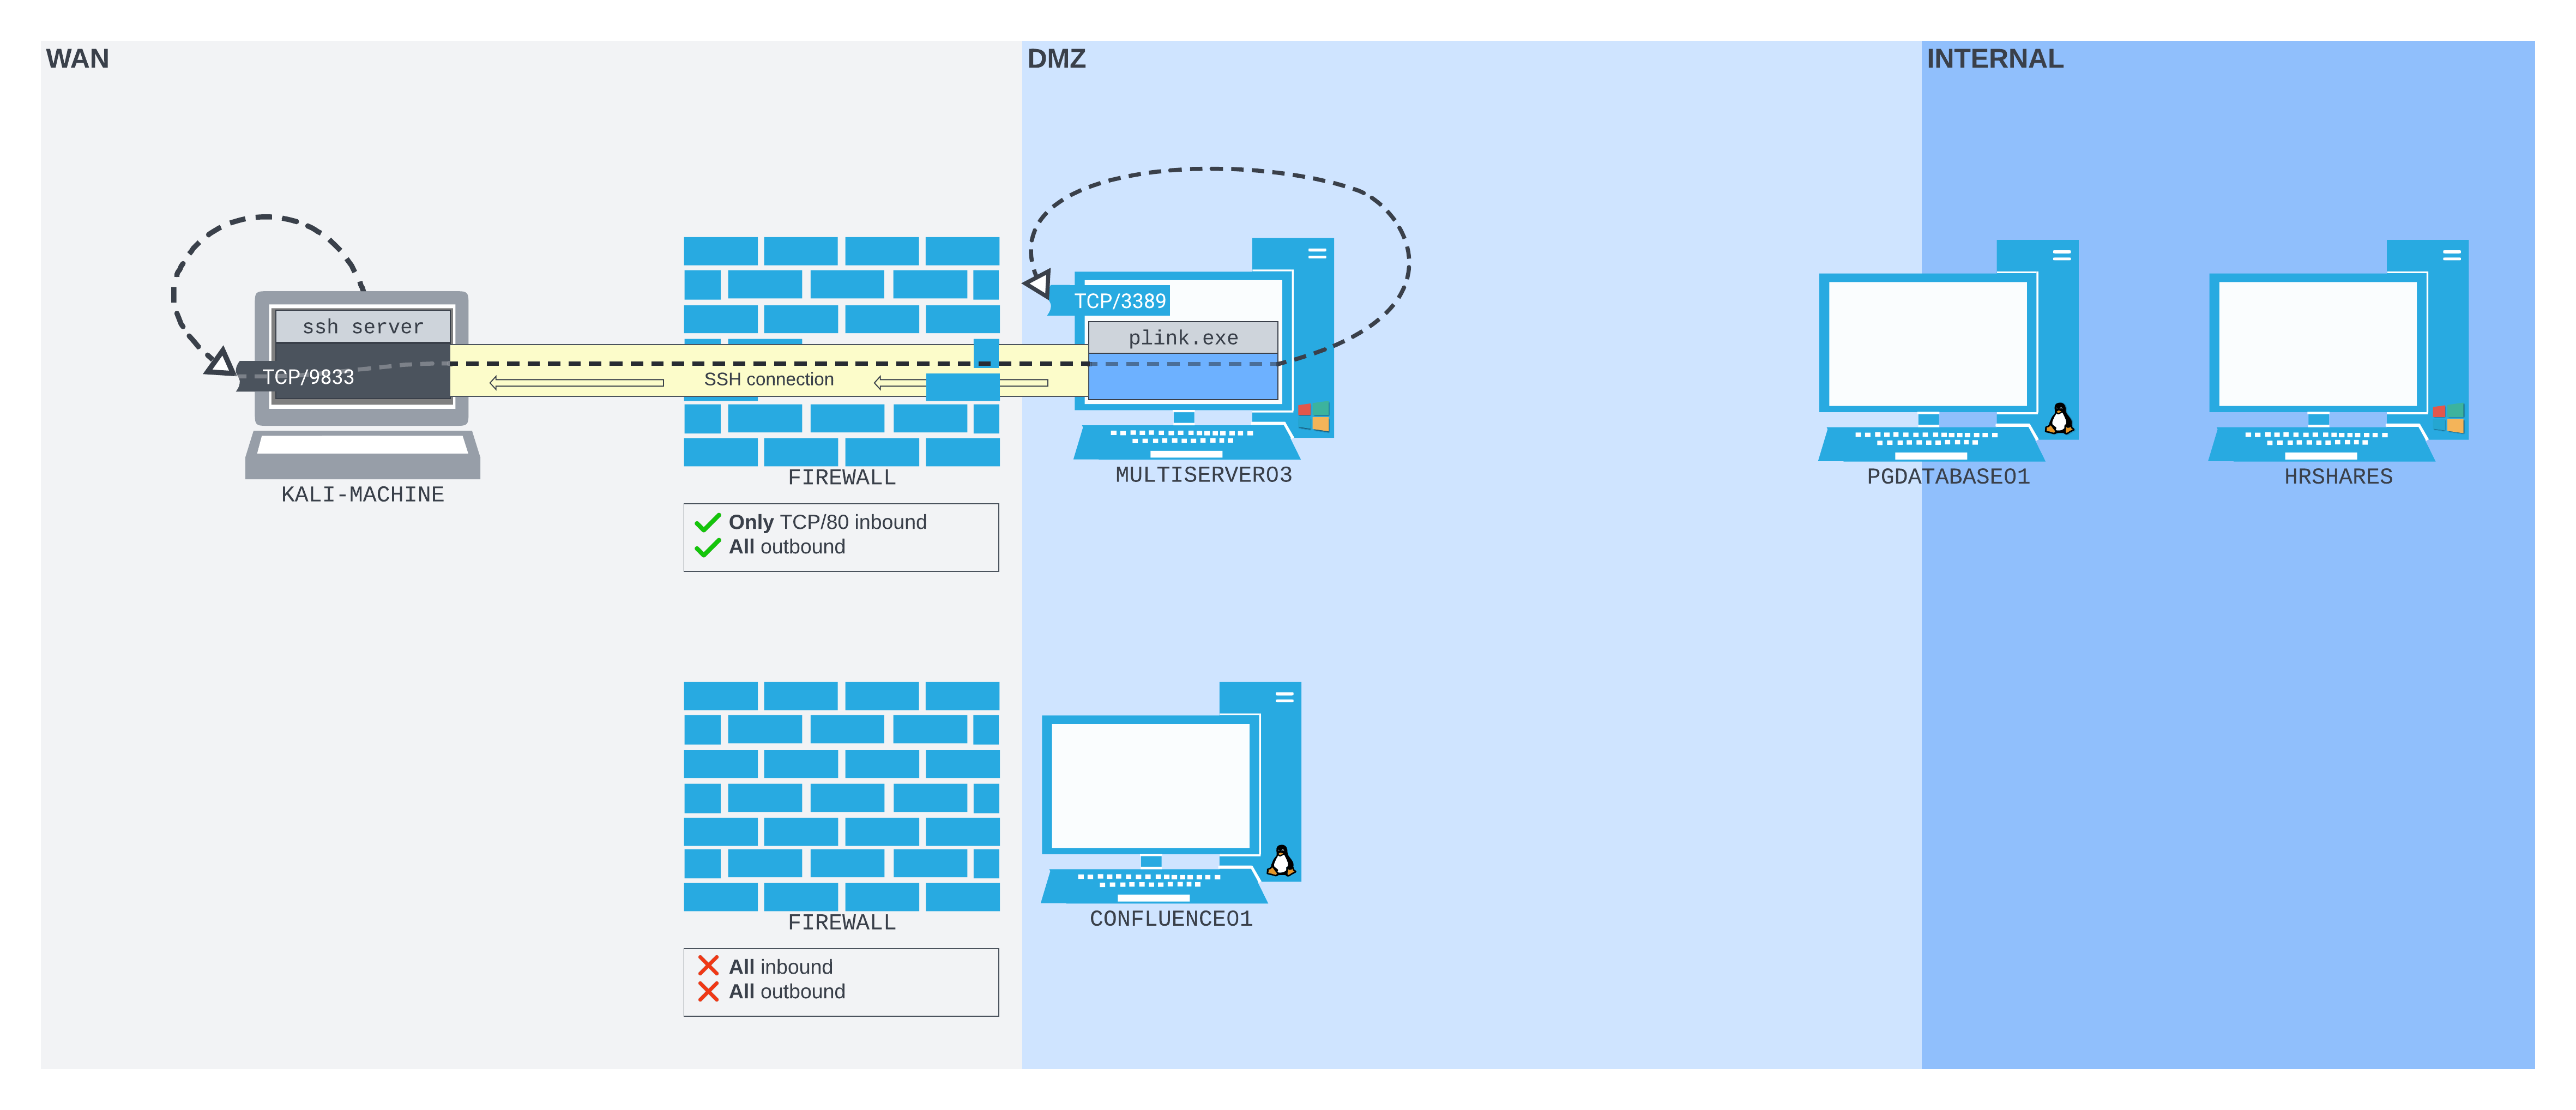 WAN
DMZ
INTERNAL
ssh server
TCP/9833
KALI-MACHINE
SSH connection
FIREWALL
Only TCP/80 inbound
All outbound
TCP/3389
plink.exe
MULTISERVER03
PGDATABASE01
HRSHARES
FIREWALL
All inbound
All outbound
CONFLUENCE01